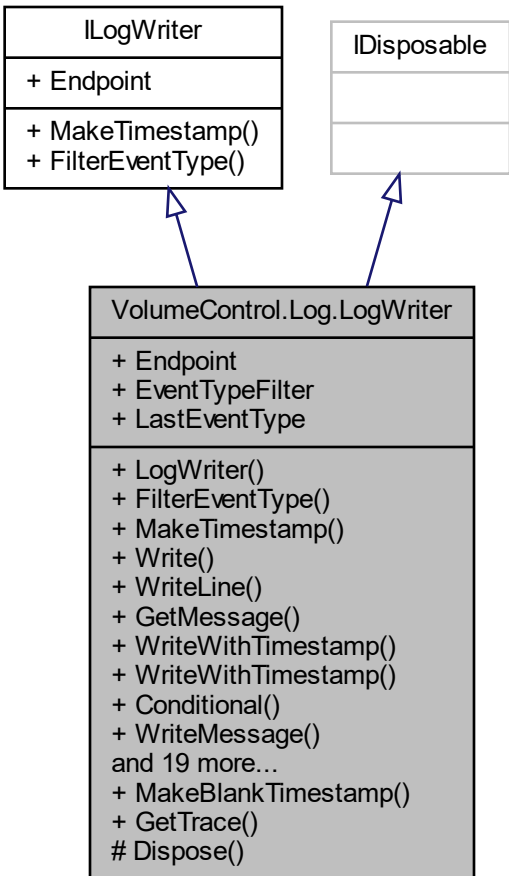 ILogWriter
+ Endpoint
+ MakeTimestamp()
+ FilterEventType()
IDisposable
VolumeControl.Log.LogWriter
+ Endpoint
+ EventTypeFilter
+ LastEventType
+ LogWriter()
+ FilterEventType()
+ MakeTimestamp()
+ Write()
+ WriteLine()
+ GetMessage()
+ WriteWithTimestamp()
+ WriteWithTimestamp()
+ Conditional()
+ WriteMessage()
and 19 more...
+ MakeBlankTimestamp()
+ GetTrace()
# Dispose()